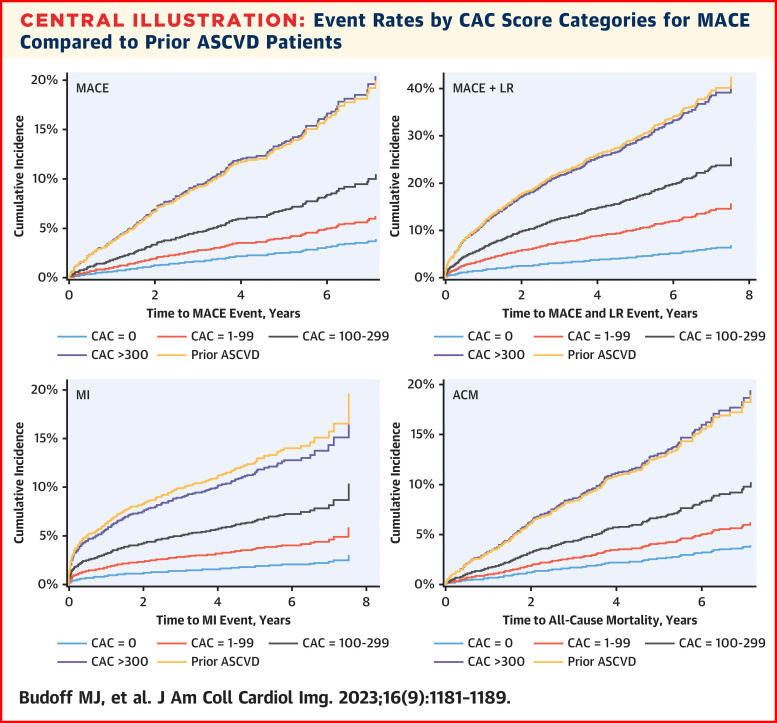 CENTRAL ILLUSTRATION: Event Rates by CAC Score Categories for MACE
Compared to Prior ASCVD Patients
MACE
Cumulative Incidence
20%
15%
10%
5%
0%
0 2 4 6
Time to MACE Event, Years
CAC = 0 CAC = 1-99 CAC = 100-299
CAC >300 Prior ASCVD
MACE + LR
Cumulative Incidence
40%
30%
20%
10%
0%
0 2 4 6 8
Time to MACE and LR Event, Years
CAC = 0 CAC = 1-99 CAC = 100-299
CAC >300 Prior ASCVD
MI
Cumulative Incidence
20%
15%
10%
5%
0%
0 2 4 6 8
Time to MI Event, Years
CAC = 0 CAC = 1-99 CAC = 100-299
CAC >300 Prior ASCVD
ACM
Cumulative Incidence
20%
15%
10%
5%
0%
0 2 4 6
Time to All-Cause Mortality, Years
CAC = 0 CAC = 1-99 CAC = 100-299
CAC >300 Prior ASCVD
Budoff MJ, et al. J Am Coll Cardiol Img. 2023;16(9):1181-1189.